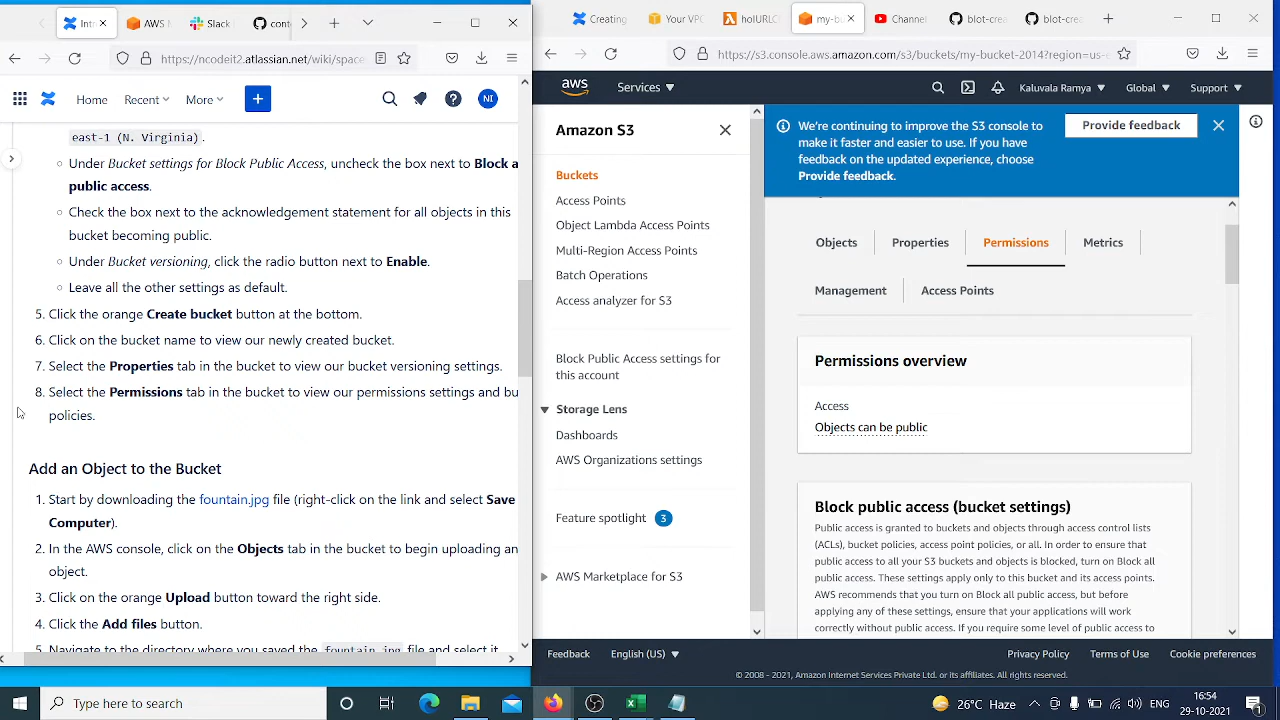 Int
AWS
Slack
cont
https://ncodeit2.atlassian.net/wiki/space
Home
Recent
More
+
NI
east-1 (N. Virginia).
Under Bucket settings for Block Public Access, uncheck the box next to Block a
public access.
Check the box next to the acknowledgement statement for all objects in this
bucket becoming public.
Under Bucket versioning, click the radio button next to Enable.
Leave all the other settings as default.
5. Click the orange Create bucket button at the bottom.
6. Click on the bucket name to view our newly created bucket.
7. Select the Properties tab in the bucket to view our bucket versioning settings.
8. Select the Permissions tab in the bucket to view our permissions settings and bu
policies.
Add an Object to the Bucket
1. Start by downloading the fountain.jpg file (right-click on the link and select Save
Computer).
2. In the AWS console, click on the Objects tab in the bucket to begin uploading an
object.
3. Click on the orange Upload button toward the right side.
4. Click the Add files button.
5. Navigate to the directory where you saved the fountain.jpg file and select it.
Creating
Your VPC
hoiURLC
my-b
Channel
blot-cre
blot-cre
https://s3.console.aws.amazon.com/s3/buckets/my-bucket-2014?region=us-
aws
Services
Kaluvala Ramya
Global
Support
Amazon S3
Buckets
Access Points
Object Lambda Access Points
Multi-Region Access Points
Batch Operations
Access analyzer for S3
Block Public Access settings for
this account
Storage Lens
Dashboards
AWS Organizations settings
Feature spotlight 3
AWS Marketplace for S3
We're continuing to improve the S3 console to
make it faster and easier to use. If you have
feedback on the updated experience, choose
Provide feedback.
Provide feedback
Objects
Properties
Permissions
Metrics
Management
Access Points
Permissions overview
Access
Objects can be public
Block public access (bucket settings)
Public access is granted to buckets and objects through access control lists
(ACLs), bucket policies, access point policies, or all. In order to ensure that
public access to all your S3 buckets and objects is blocked, turn on Block all
public access. These settings apply only to this bucket and its access points.
AWS recommends that you turn on Block all public access, but before
applying any of these settings, ensure that your applications will work
correctly without public access. If you require some level of public access to
Feedback
English (US)
Privacy Policy
Terms of Use
Cookie preferences
© 2008 - 2021, Amazon Internet Services Private Ltd. or its affiliates. All rights reserved.
Type here to search
26°C Haze
ENG
16:54
29-10-2021